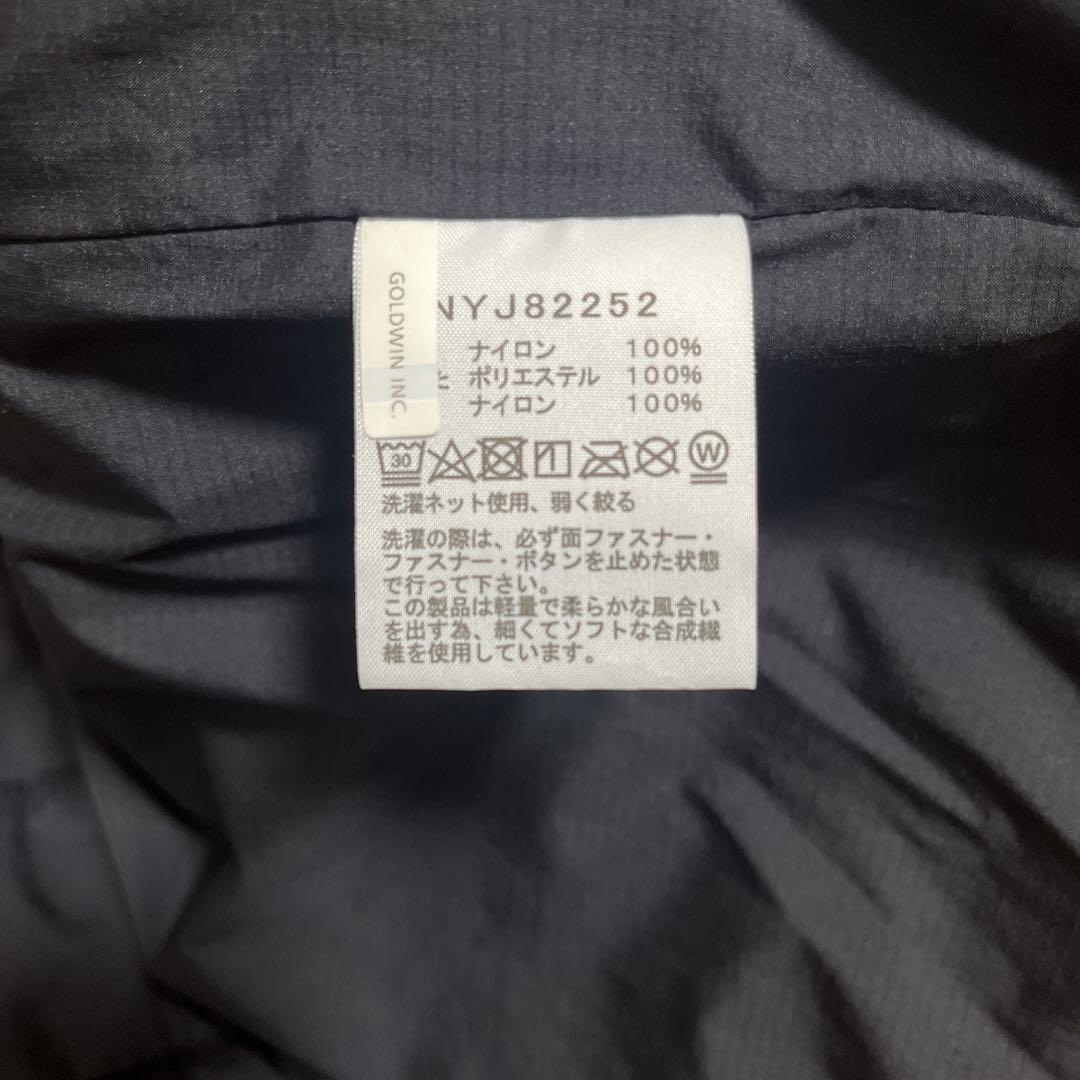 GOLDWIN INC.
NYJ82252
ナイロン 100%
ポリエステル 100%
ナイロン 100%
30
W
洗濯ネット使用、弱く絞る
洗濯の際は、必ず面ファスナー・
ファスナー・ボタンを止めた状態
で行って下さい。
この製品は軽量で柔らかな風合い
を出す為、細くてソフトな合成繊
維を使用しています。